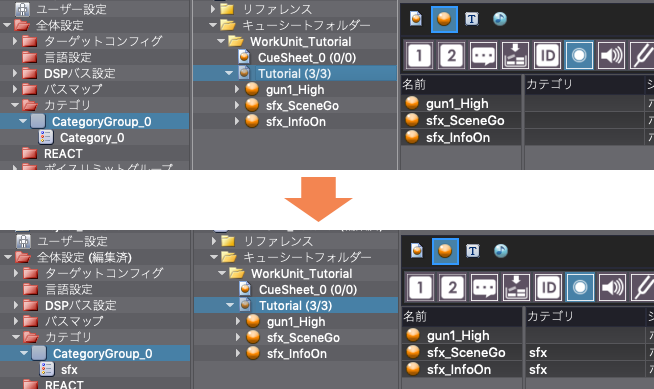 ユーザー設定
全体設定
ターゲットコンフィグ
言語設定
DSPバス設定
バスマップ
カテゴリ
CategoryGroup_0
Category_0
REACT
ボイスリミットグループ
リファレンス
キューシートフォルダー
WorkUnit_Tutorial
CueSheet_0 (0/0)
Tutorial (3/3)
gun1_High
sfx_SceneGo
sfx_InfoOn
T
1 2 ID
名前 カテゴリ
gun1_High
sfx_SceneGo
sfx_InfoOn
ユーザー設定
全体設定 (編集済)
ターゲットコンフィグ
言語設定
DSPバス設定
バスマップ
カテゴリ
CategoryGroup_0
sfx
REACT
リファレンス
キューシートフォルダー
WorkUnit_Tutorial
CueSheet_0 (0/0)
Tutorial (3/3)
gun1_High
sfx_SceneGo
sfx_InfoOn
T
1 2 ID
名前 カテゴリ
gun1_High
sfx_SceneGo sfx
sfx_InfoOn sfx